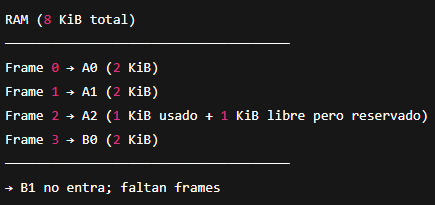 RAM (8 KiB total)
Frame 0 → A0 (2 KiB)
Frame 1 → A1 (2 KiB)
Frame 2 → A2 (1 KiB usado + 1 KiB libre pero reservado)
Frame 3 → B0 (2 KiB)
→ B1 no entra; faltan frames